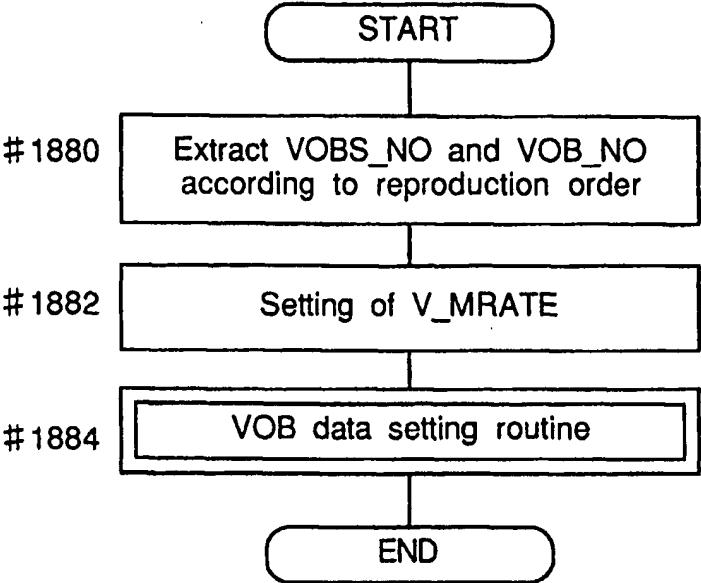 START
#1880
Extract VOBS_NO and VOB_NO
according to reproduction order
#1882
Setting of V_MRATE
#1884
VOB data setting routine
END